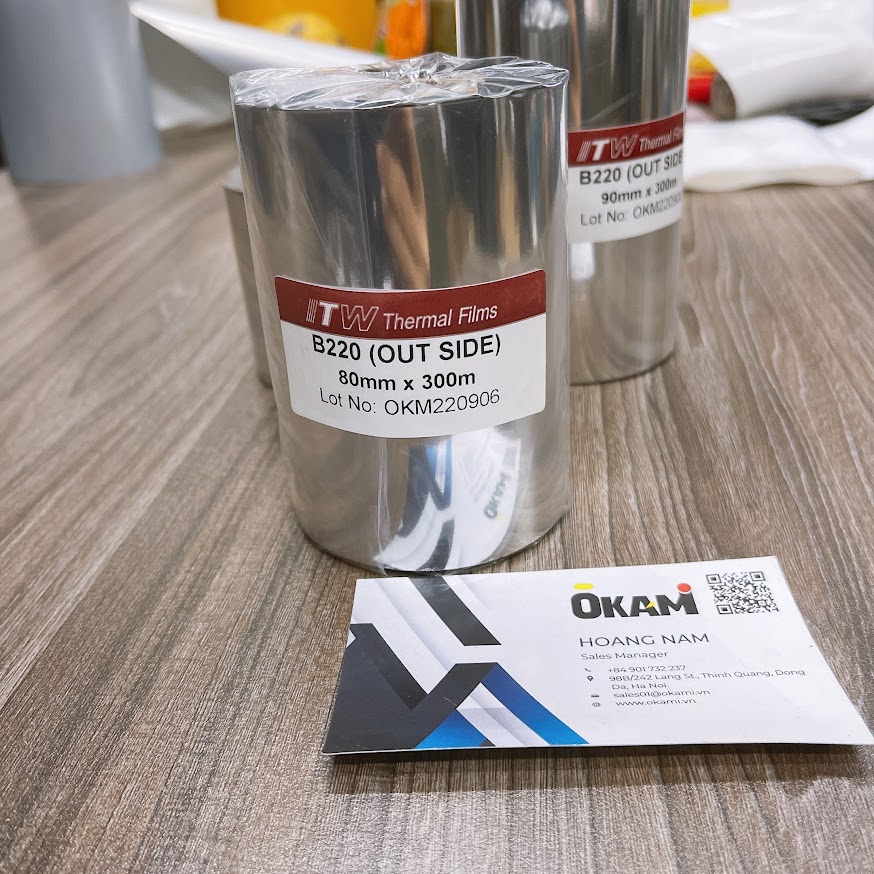 ITW Thermal Films
B220 (OUT SIDE)
80mm x 300m
Lot No: OKM220906
ITW Thermal Films
B220 (OUT SIDE
90mm x 300m
Lot No: OKM220906
OKAMI
HOANG NAM
Sales Manager
+84 901 732 237
98B/242 Lang St., Thinh Quang, Dong
Da, Ha Noi.
sales01@okami.vn
www.okami.vn